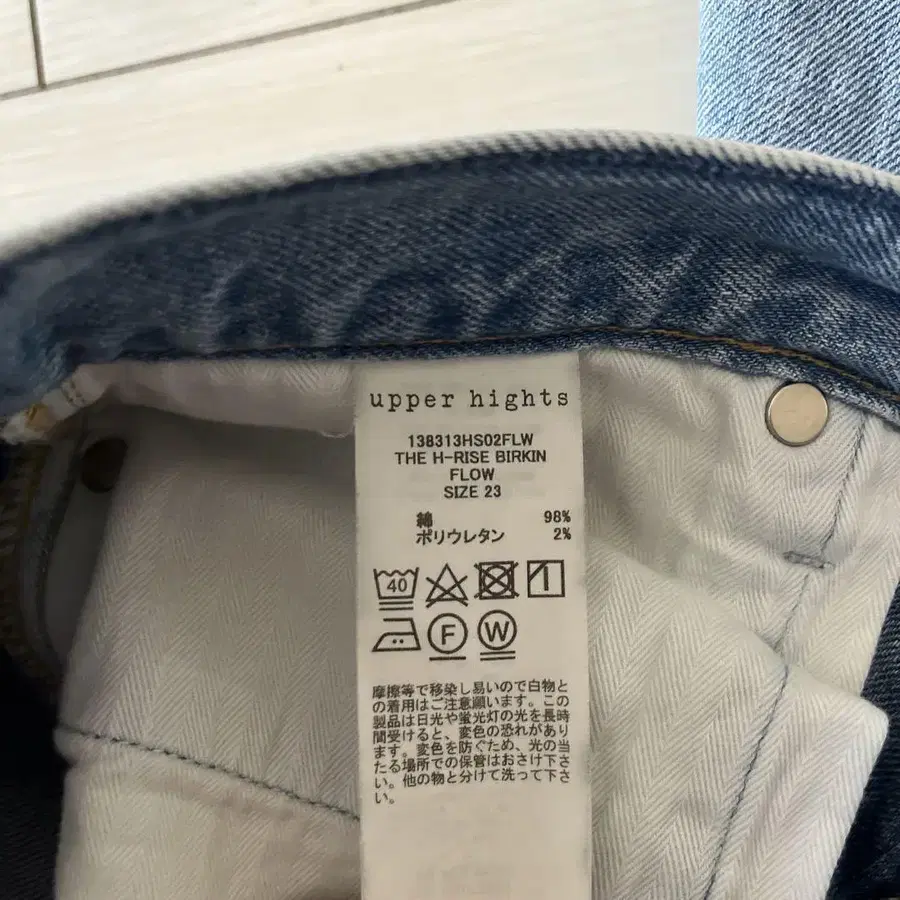 upper hights
138313HS02FLW
THE H-RISE BIRKIN
FLOW
SIZE 23
綿 98%
ポリウレタン 2%
40
F W
摩擦等で移染し易いので白物と
の着用はご注意願います。この
製品は日光や蛍光灯の光を長時
間受けると、変色の恐れがあり
ます。変色を防ぐため、光の当
たる場所での保管はおさけ下さ
い。他の物と分けて洗って下さ
い。